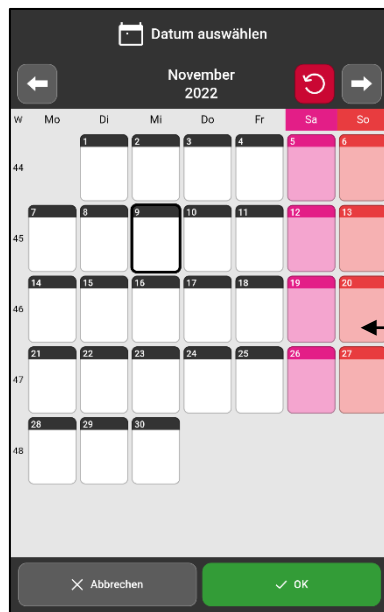 Datum auswählen
November
2022
W Mo Di Mi Do Fr Sa So
44 1 2 3 4 5 6
45 7 8 9 10 11 12 13
46 14 15 16 17 18 19 20
47 21 22 23 24 25 26 27
48 28 29 30
Abbrechen OK